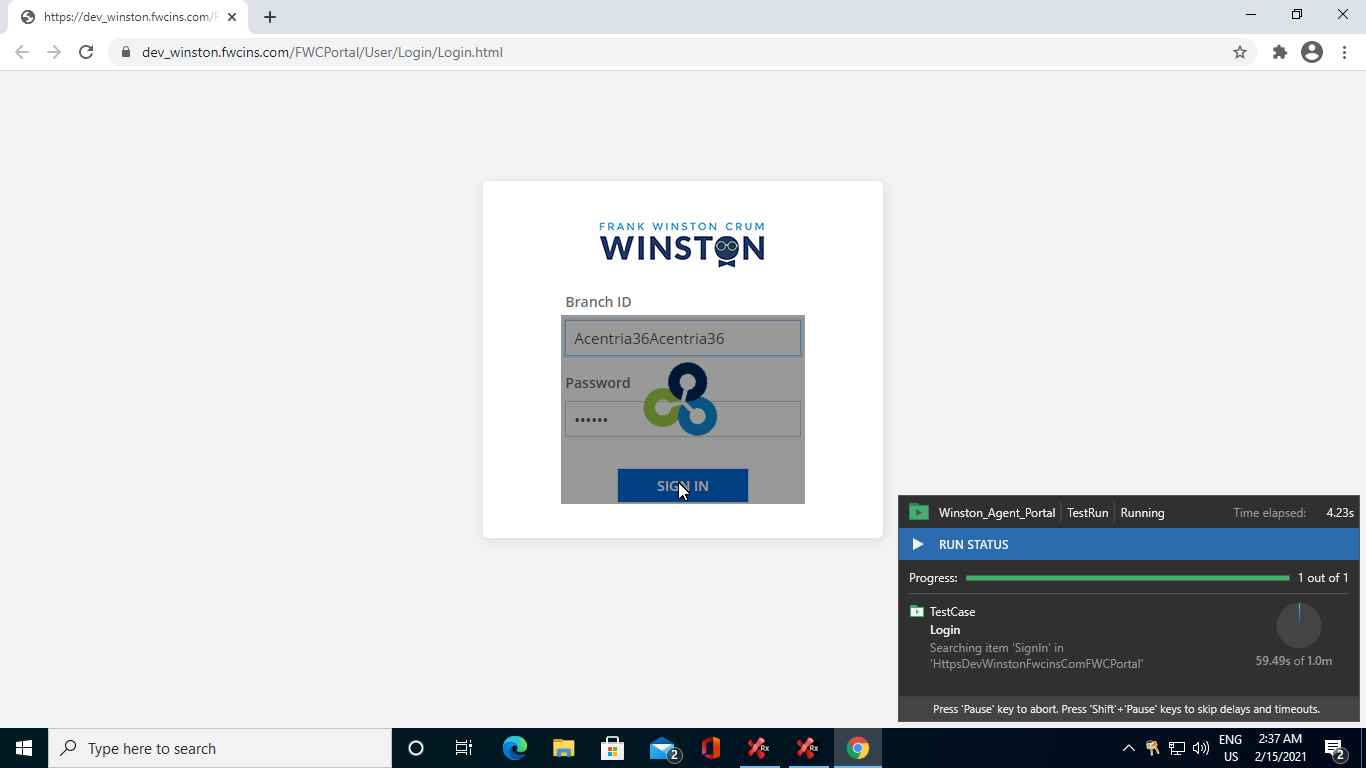 https://dev_winston.fwcins.com/F
dev_winston.fwcins.com/FWCPortal/User/Login/Login.html
FRANK WINSTON CRUM
WINSTON
Branch ID
Acentria36Acentria36
Password
••••••
SIGN IN
Winston_Agent_Portal TestRun Running Time elapsed: 4.23s
RUN STATUS
Progress: 1 out of 1
TestCase
Login
Searching item 'SignIn' in
'HttpsDevWinstonFwcinsComFWCPortal'
59.49s of 1.0m
Press 'Pause' key to abort. Press 'Shift'+'Pause' keys to skip delays and timeouts.
Type here to search
2
Rx
Rx
ENG
US
2:37 AM
2/15/2021
2